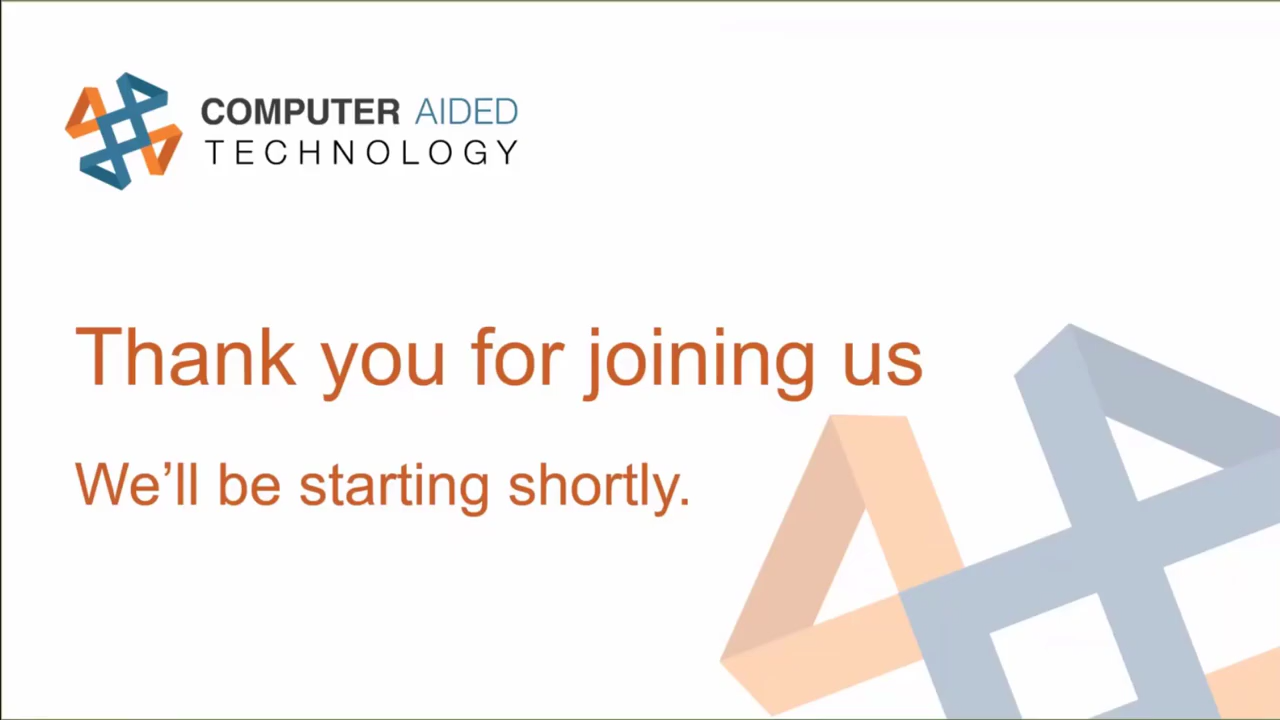 COMPUTER AIDED
TECHNOLOGY
Thank you for joining us
We’ll be starting shortly.